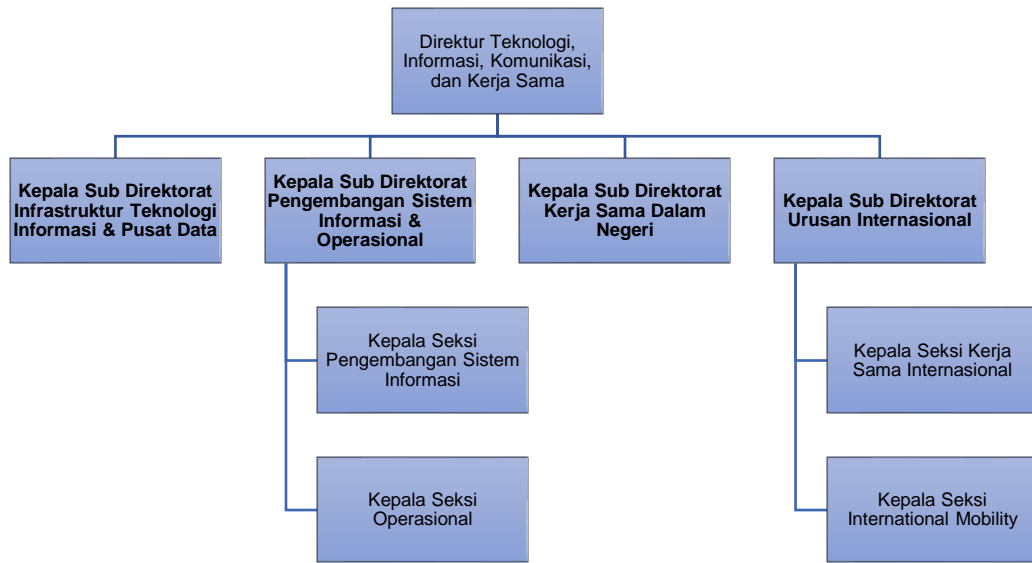 Direktur Teknologi,
Informasi, Komunikasi,
dan Kerja Sama
Kepala Sub Direktorat
Infrastruktur Teknologi
Informasi & Pusat Data
Kepala Sub Direktorat
Pengembangan Sistem
Informasi &
Operasional
Kepala Sub Direktorat
Kerja Sama Dalam
Negeri
Kepala Sub Direktorat
Urusan Internasional
Kepala Seksi
Pengembangan Sistem
Informasi
Kepala Seksi
Operasional
Kepala Seksi Kerja
Sama Internasional
Kepala Seksi
International Mobility